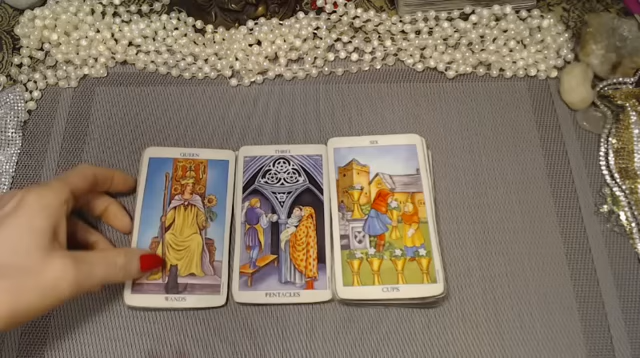 QUEEN
WANDS
THREE
PENTACLES
SIX
CUPS